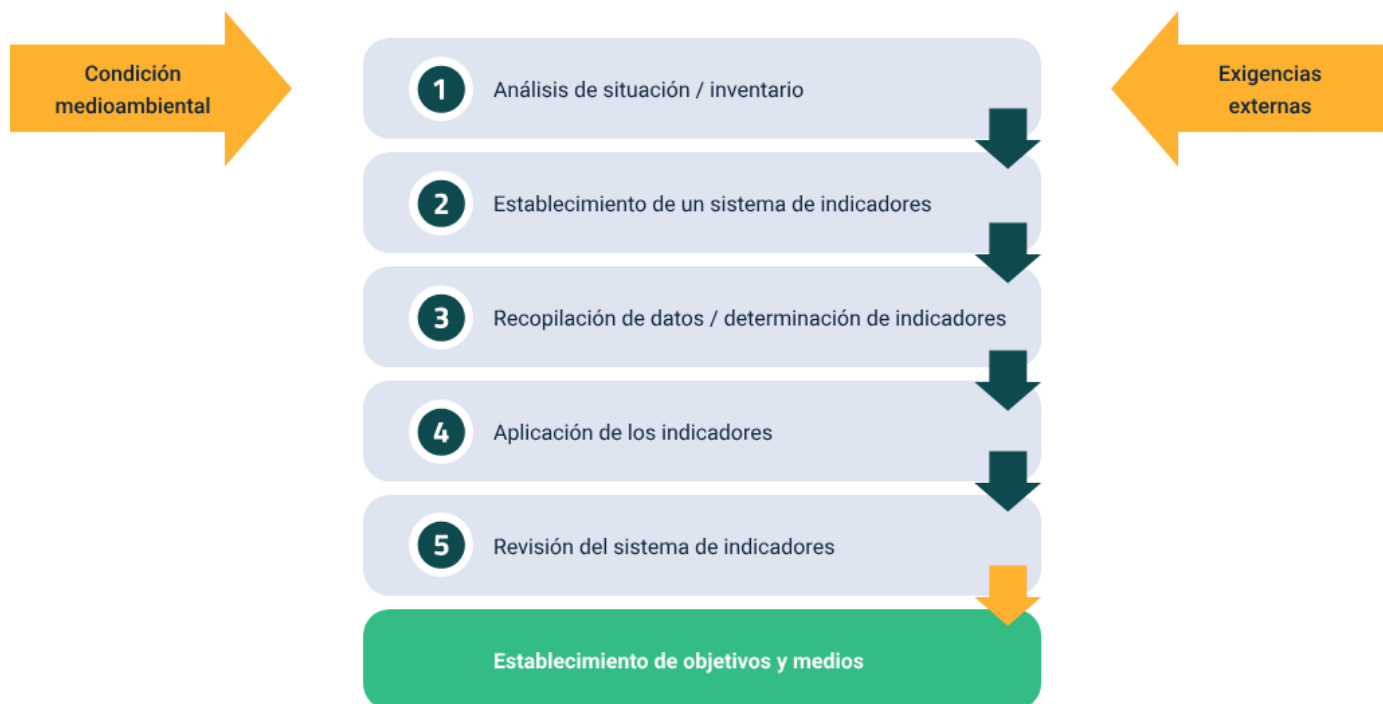 Condición
medioambiental
Exigencias
externas
1
Análisis de situación / inventario
2
Establecimiento de un sistema de indicadores
3
Recopilación de datos / determinación de indicadores
4
Aplicación de los indicadores
5
Revisión del sistema de indicadores
Establecimiento de objetivos y medios